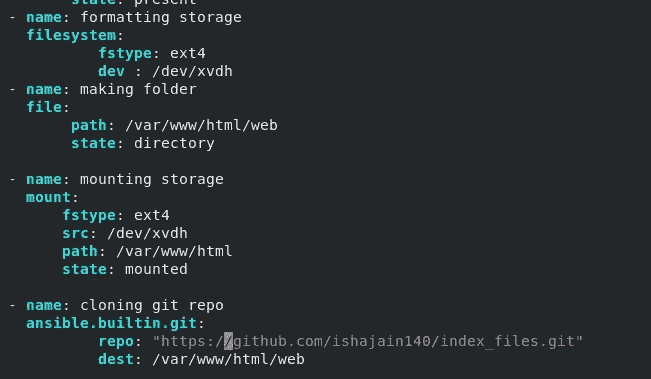 state: present
- name: formatting storage
filesystem:
fstype: ext4
dev : /dev/xvdh
- name: making folder
file:
path: /var/www/html/web
state: directory
- name: mounting storage
mount:
fstype: ext4
src: /dev/xvdh
path: /var/www/html
state: mounted
- name: cloning git repo
ansible.builtin.git:
repo: "https://github.com/ishajain140/index_files.git"
dest: /var/www/html/web